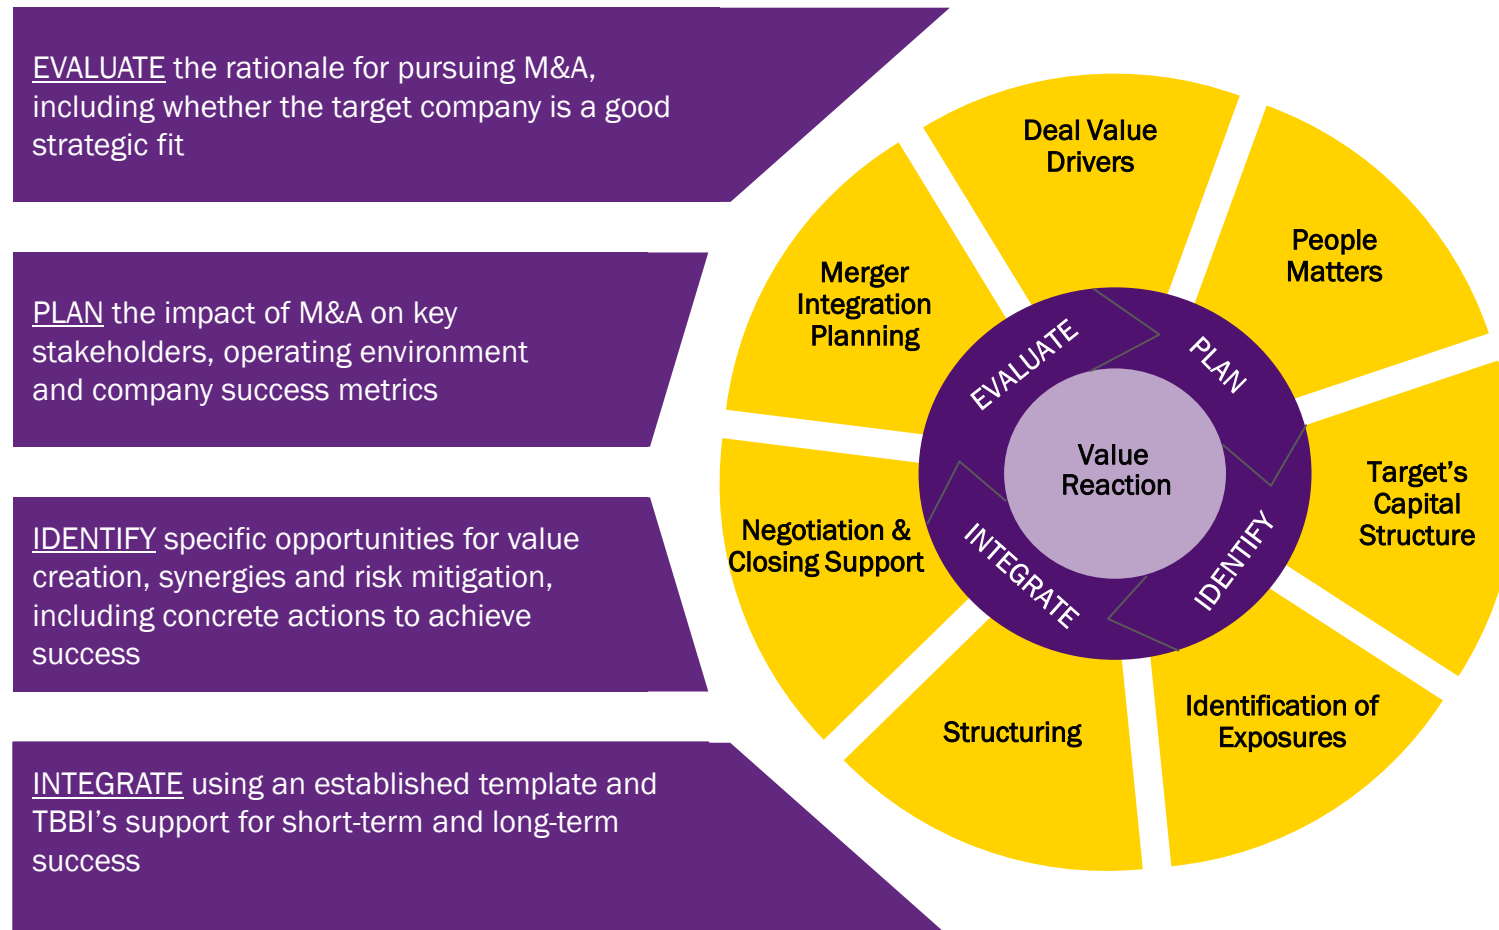 EVALUATE the rationale for pursuing M&A,
including whether the target company is a good
strategic fit
PLAN the impact of M&A on key
stakeholders, operating environment
and company success metrics
IDENTIFY specific opportunities for value
creation, synergies and risk mitigation,
including concrete actions to achieve
success
INTEGRATE using an established template and
TBBI’s support for short-term and long-term
success
Deal Value
Drivers
People
Matters
Target’s
Capital
Structure
Identification of
Exposures
Structuring
Negotiation &
Closing Support
Merger
Integration
Planning
EVALUATE
PLAN
IDENTIFY
INTEGRATE
Value
Reaction